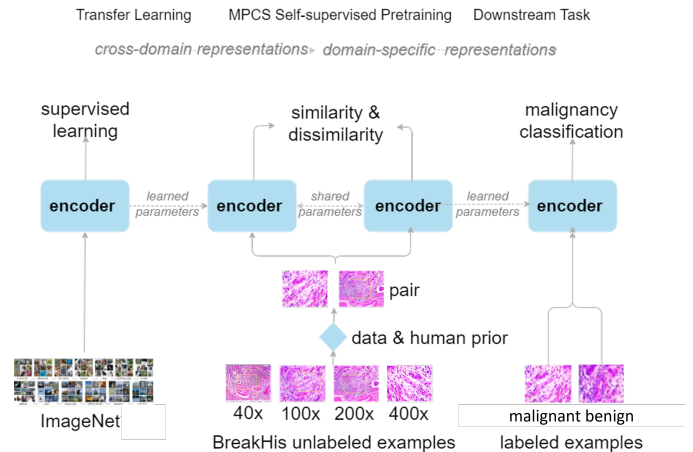 Transfer Learning
MPCS Self-supervised Pretraining
Downstream Task
cross-domain representations
domain-specific representations
supervised
learning
similarity &
dissimilarity
malignancy
classification
encoder
learned
parameters
encoder
shared
parameters
encoder
learned
parameters
encoder
pair
data & human prior
40x
100x
200x
400x
malignant benign
ImageNet
BreakHis unlabeled examples
labeled examples